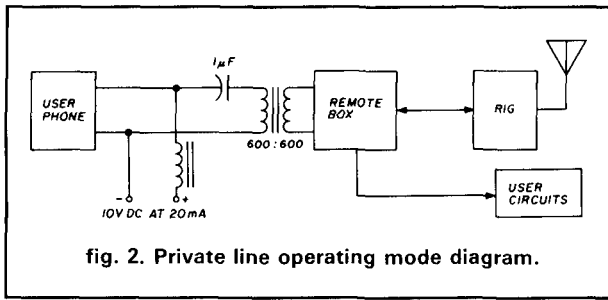 1µF
USER
PHONE
REMOTE
BOX
RIG
600:600
- +
10V DC AT 20mA
USER
CIRCUITS
fig. 2. Private line operating mode diagram.